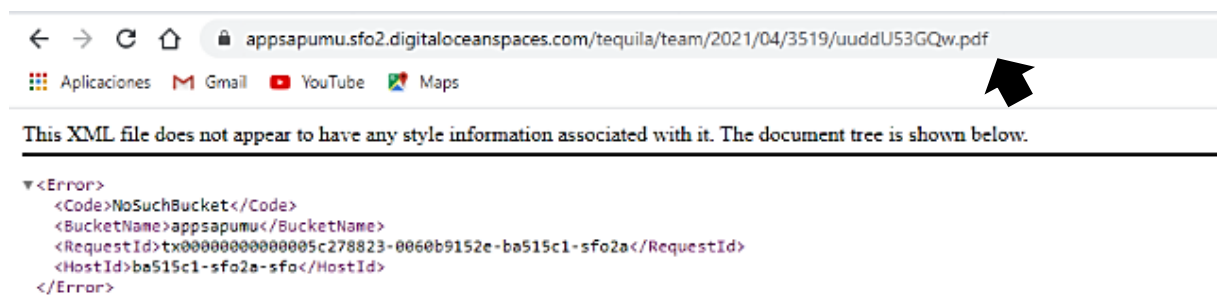 appsapumu.sfo2.digitaloceanspaces.com/tequila/team/2021/04/3519/uuddU53GQw.pdf
Aplicaciones Gmail YouTube Maps
This XML file does not appear to have any style information associated with it. The document tree is shown below.
▼<Error>
<Code>NoSuchBucket</Code>
<BucketName>appsapumu</BucketName>
<RequestId>tx00000000000005c278823-0060b9152e-ba515c1-sfo2a</RequestId>
<HostId>ba515c1-sfo2a-sfo</HostId>
</Error>